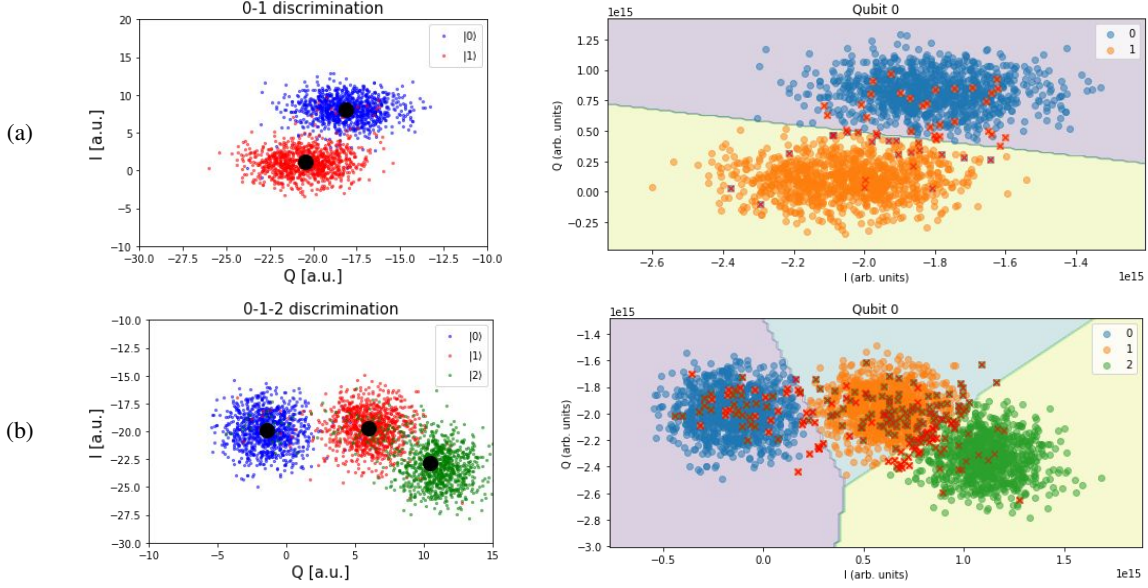 (a)
0-1 discrimination
|0⟩
|1⟩
20
15
10
5
0
−5
−10
I [a.u.]
−30.0 −27.5 −25.0 −22.5 −20.0 −17.5 −15.0 −12.5 −10.0
Q [a.u.]
1e15
Qubit 0
0
1
1.25
1.00
0.75
0.50
0.25
0.00
−0.25
Q (arb. units)
−2.6 −2.4 −2.2 −2.0 −1.8 −1.6 −1.4
I (arb. units)
1e15
(b)
0-1-2 discrimination
|0⟩
|1⟩
|2⟩
−10.0
−12.5
−15.0
−17.5
−20.0
−22.5
−25.0
−27.5
−30.0
I [a.u.]
−10 −5 0 5 10 15
Q [a.u.]
1e15
Qubit 0
0
1
2
−1.4
−1.6
−1.8
−2.0
−2.2
−2.4
−2.6
−2.8
−3.0
Q (arb. units)
−0.5 0.0 0.5 1.0 1.5
I (arb. units)
1e15